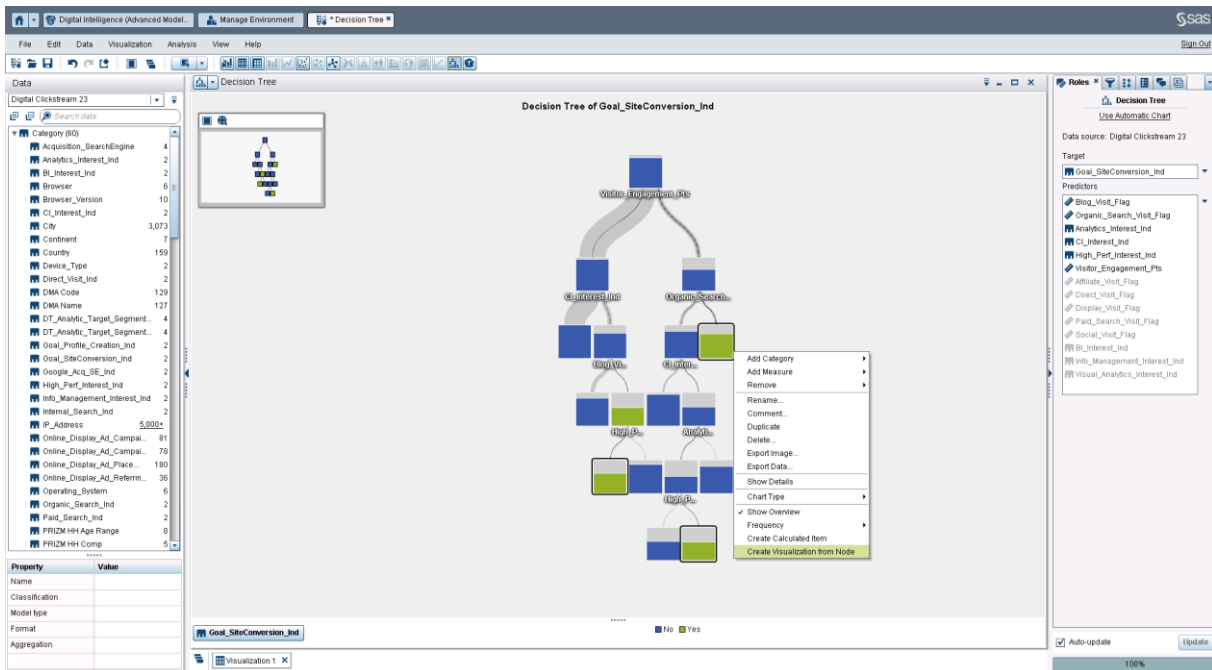 Digital Intelligence (Advanced Model... Manage Environment * Decision Tree
sas
File Edit Data Visualization Analysis View Help
Sign Out
Data
Digital Clickstream 23
Search data
Category (60)
Acquisition_SearchEngine 4
Analytics_Interest_Ind 2
BI_Interest_Ind 2
Browser 6
Browser_Version 10
CI_Interest_Ind 2
City 3,073
Continent 7
Country 159
Device_Type 2
Direct_Visit_Ind 2
DMA Code 129
DMA Name 127
DT_Analytic_Target_Segment... 4
DT_Analytic_Target_Segment... 4
Goal_Profile_Creation_Ind 2
Goal_SiteConversion_Ind 2
Google_Acq_SE_Ind 2
High_Perf_Interest_Ind 2
Info_Management_Interest_Ind 2
Internal_Search_Ind 2
IP_Address 5,000+
Online_Display_Ad_Campai... 81
Online_Display_Ad_Campai... 78
Online_Display_Ad_Place... 180
Online_Display_Ad_Referrin... 36
Operating_System 6
Organic_Search_Ind 2
Paid_Search_Ind 2
PRIZM HH Age Range 8
PRIZM HH Comp 5
Property Value
Name
Classification
Model type
Format
Aggregation
Decision Tree
Decision Tree of Goal_SiteConversion_Ind
Visitor_Engagement_Pts
CI_Interest_Ind Organic_Search...
Blog_Vi... CI_Inter...
High_P... Analyti...
High_P...
Add Category
Add Measure
Remove
Rename...
Comment...
Duplicate
Delete...
Export Image...
Export Data...
Show Details
Chart Type
Show Overview
Frequency
Create Calculated Item
Create Visualization from Node
Goal_SiteConversion_Ind
No Yes
Visualization 1
Roles
Decision Tree
Use Automatic Chart
Data source: Digital Clickstream 23
Target
Goal_SiteConversion_Ind
Predictors
Blog_Visit_Flag
Organic_Search_Visit_Flag
Analytics_Interest_Ind
CI_Interest_Ind
High_Perf_Interest_Ind
Visitor_Engagement_Pts
Affiliate_Visit_Flag
Direct_Visit_Flag
Display_Visit_Flag
Paid_Search_Visit_Flag
Social_Visit_Flag
BI_Interest_Ind
Info_Management_Interest_Ind
Visual_Analytics_Interest_Ind
Auto-update Update
100%